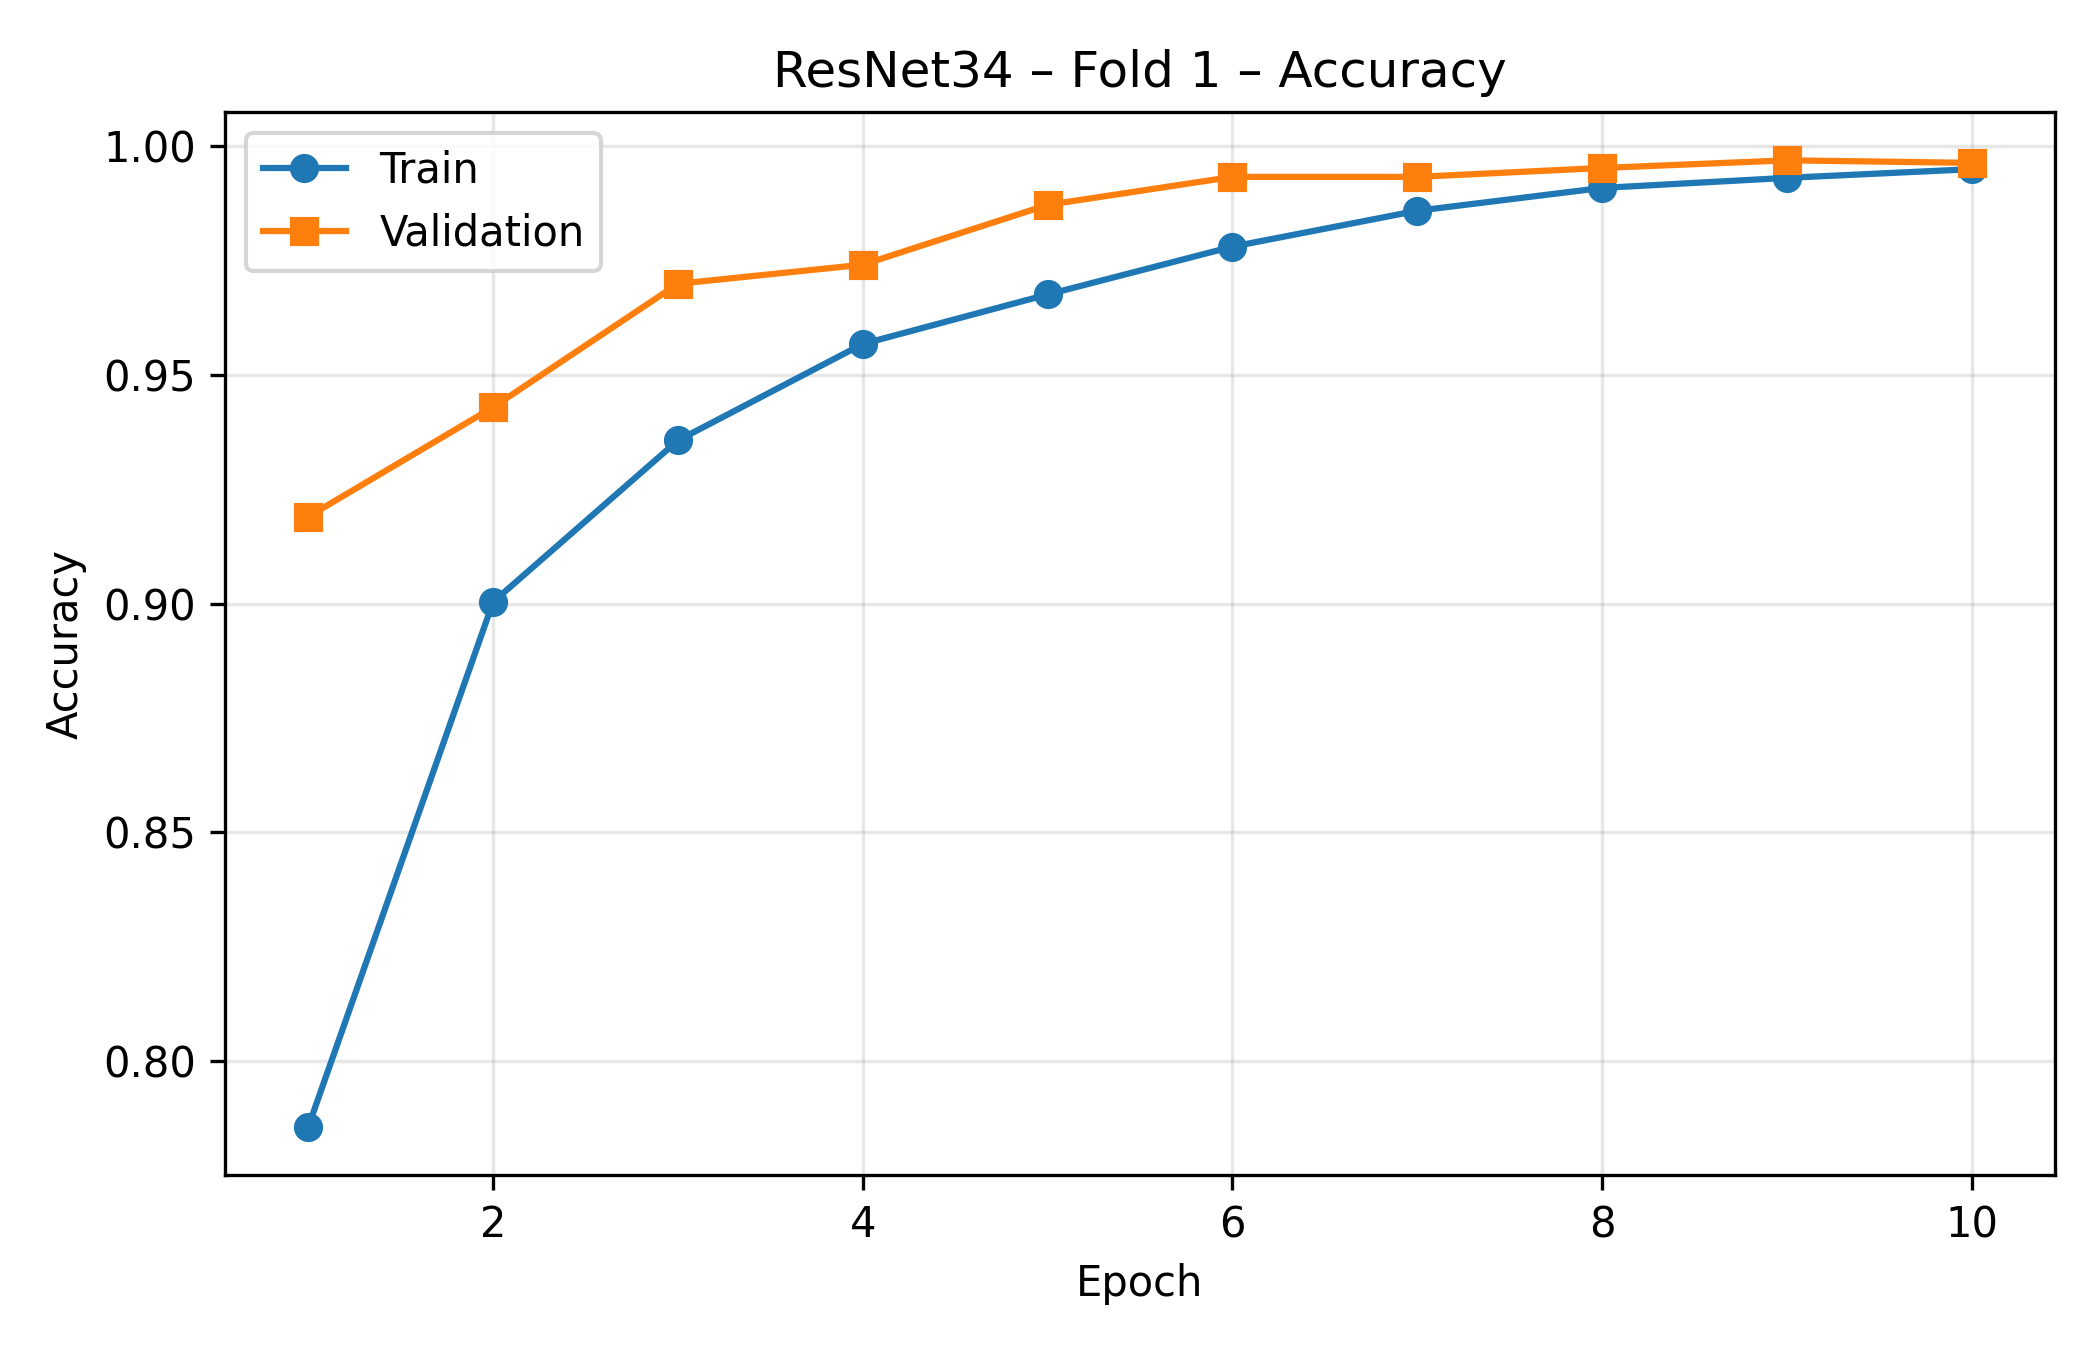 ResNet34 – Fold 1 – Accuracy
Train
Validation
1.00
0.95
0.90
0.85
0.80
Accuracy
2 4 6 8 10
Epoch